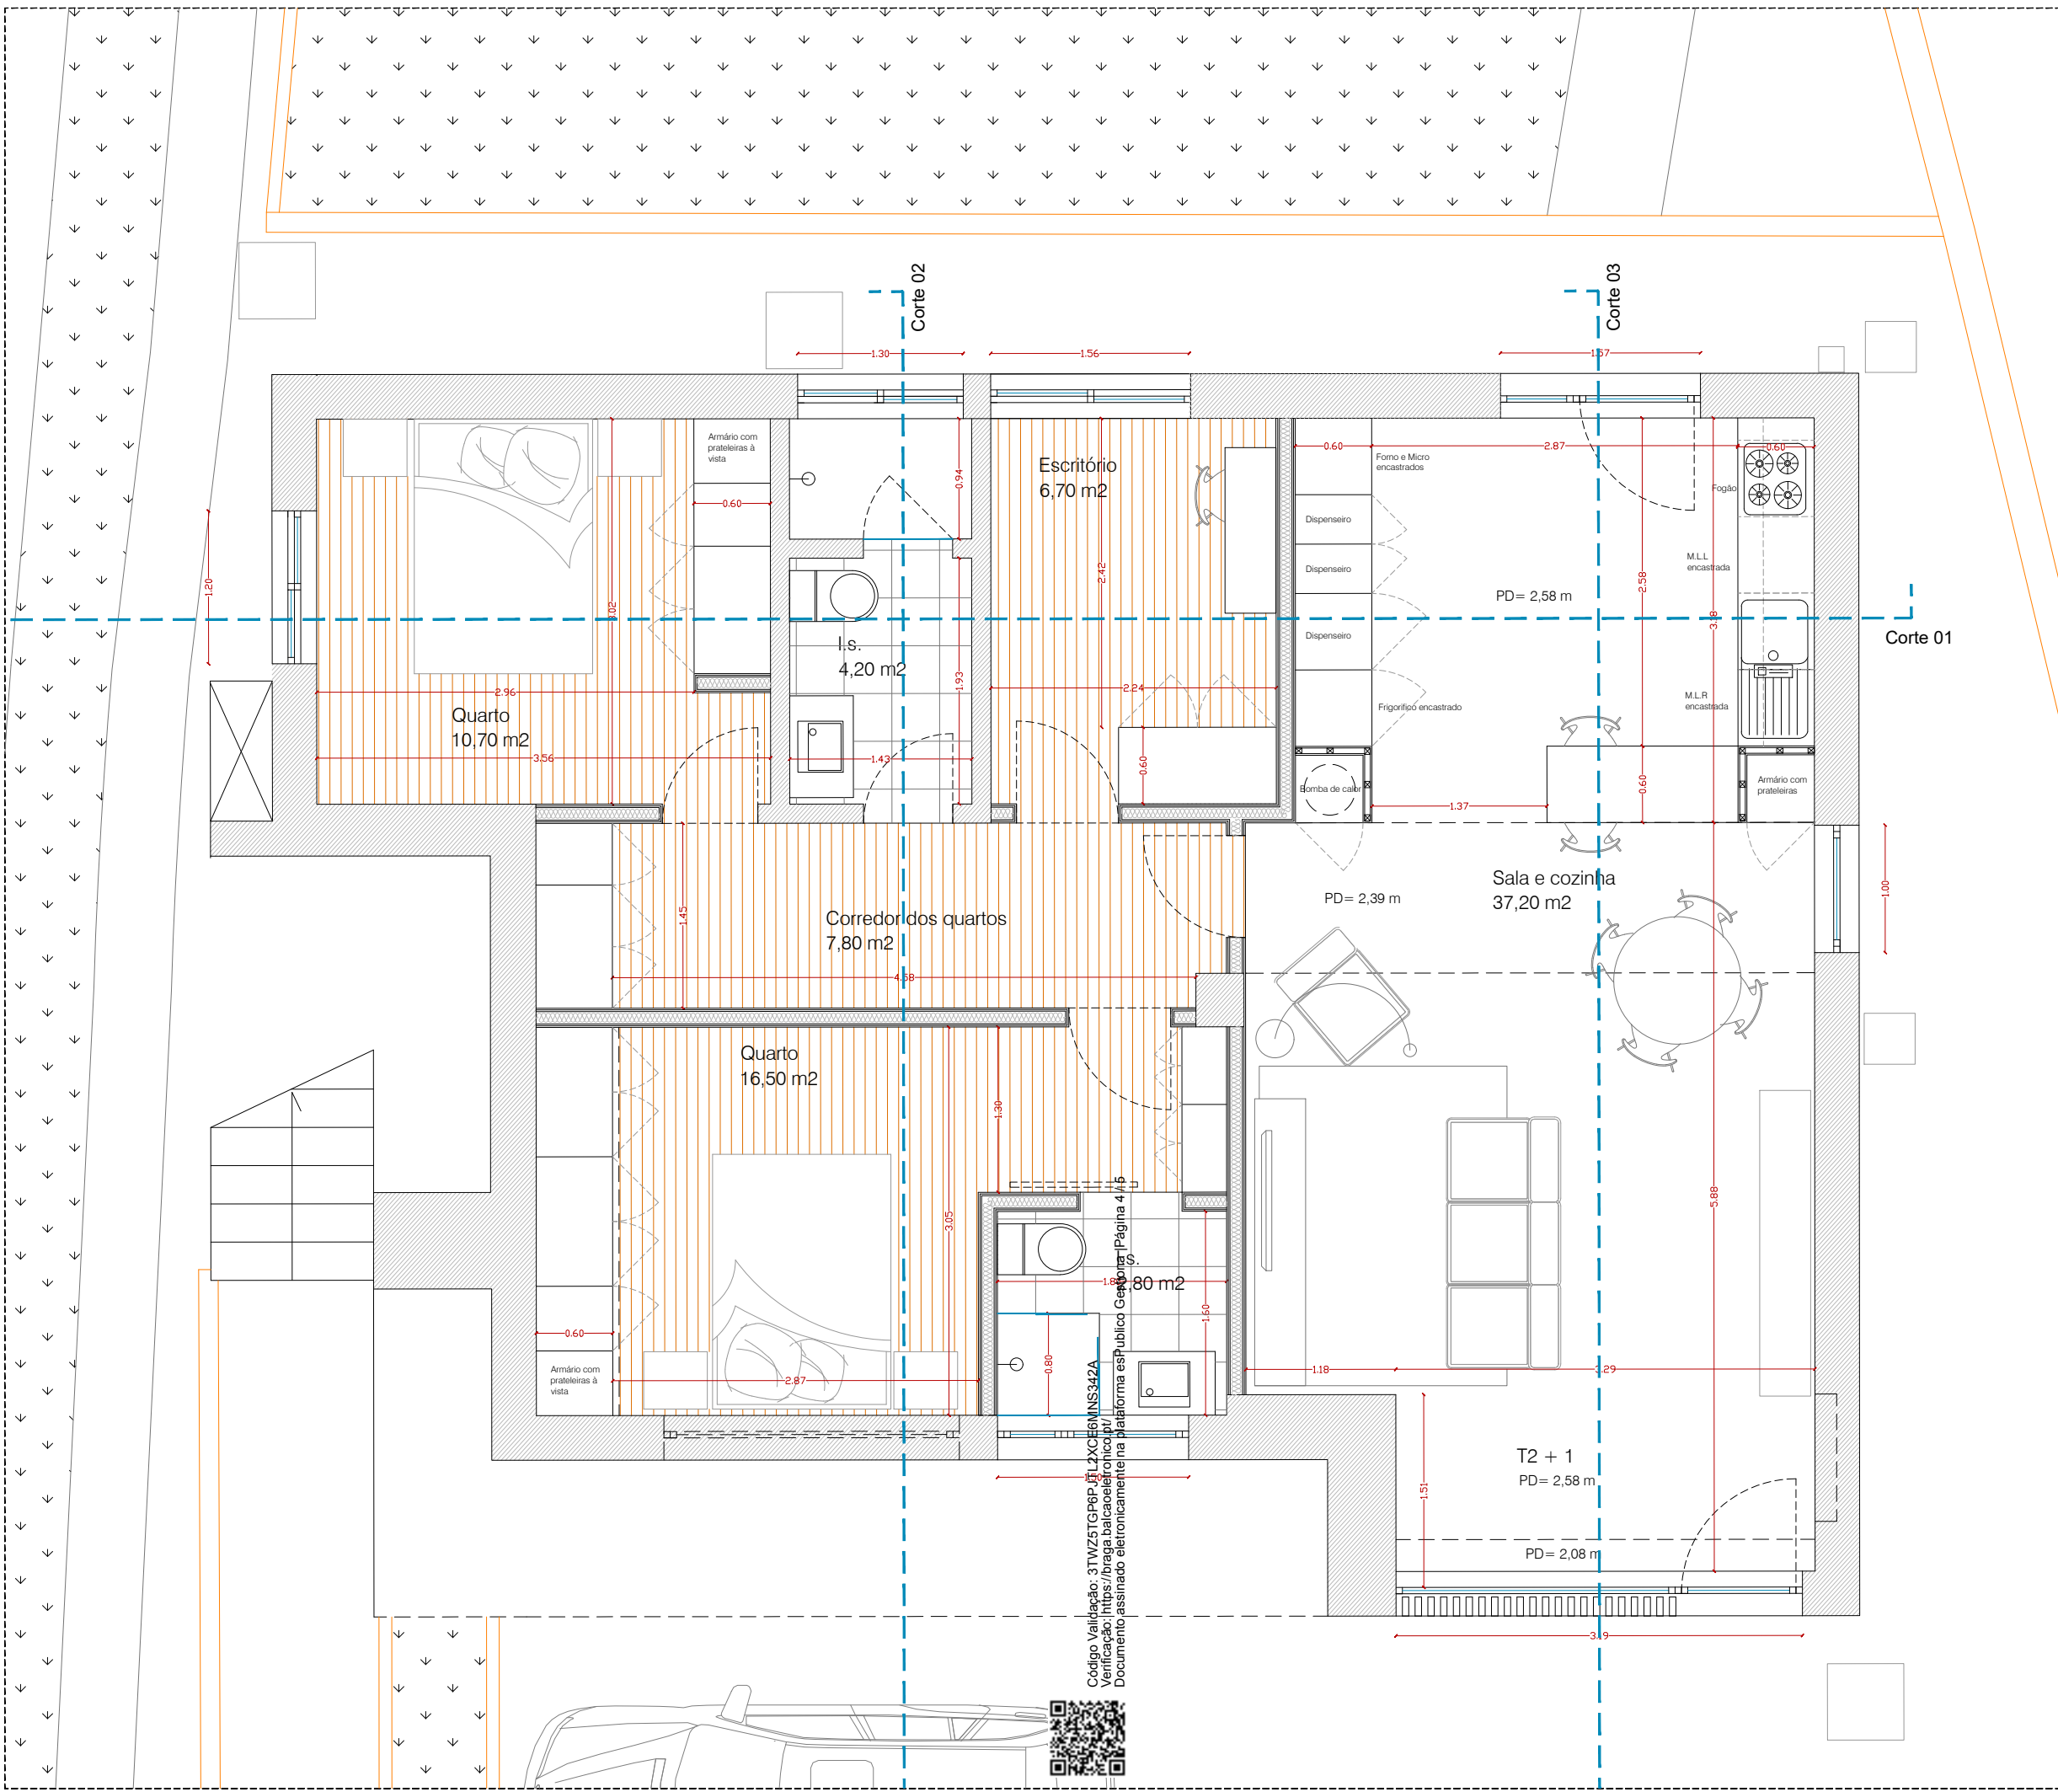 Corte 02
Corte 03
1.30
1.56
1.57
Armário com
prateleiras à
vista
0.60
0.94
Escritório
6,70 m2
0.60
Forno e Micro
encastrados
2.87
0.60
Fogão
Dispenseiro
Dispenseiro
Dispenseiro
M.L.L
encastrada
PD= 2,58 m
2.58
1.20
3.02
2.42
Corte 01
I.s.
4,20 m2
1.93
2.96
2.24
Frigorifico encastrado
M.L.R
encastrada
Quarto
10,70 m2
3.56
1.43
0.60
Bomba de calor
1.37
0.60
Armário com
prateleiras
Sala e cozinha
37,20 m2
PD= 2,39 m
1.00
1.45
Corredor dos quartos
7,80 m2
4.58
Quarto
16,50 m2
1.30
3.05
5.88
1.60
0.60
0.80
Armário com
prateleiras à
vista
2.87
1.18
3.29
T2 + 1
PD= 2,58 m
1.51
PD= 2,08 m
1.50
3.19
Verificação: https://braga.balcaoeletronico.pt/
Documento assinado eletronicamente na plataforma esPublico Gestiona | Página 4 / 5